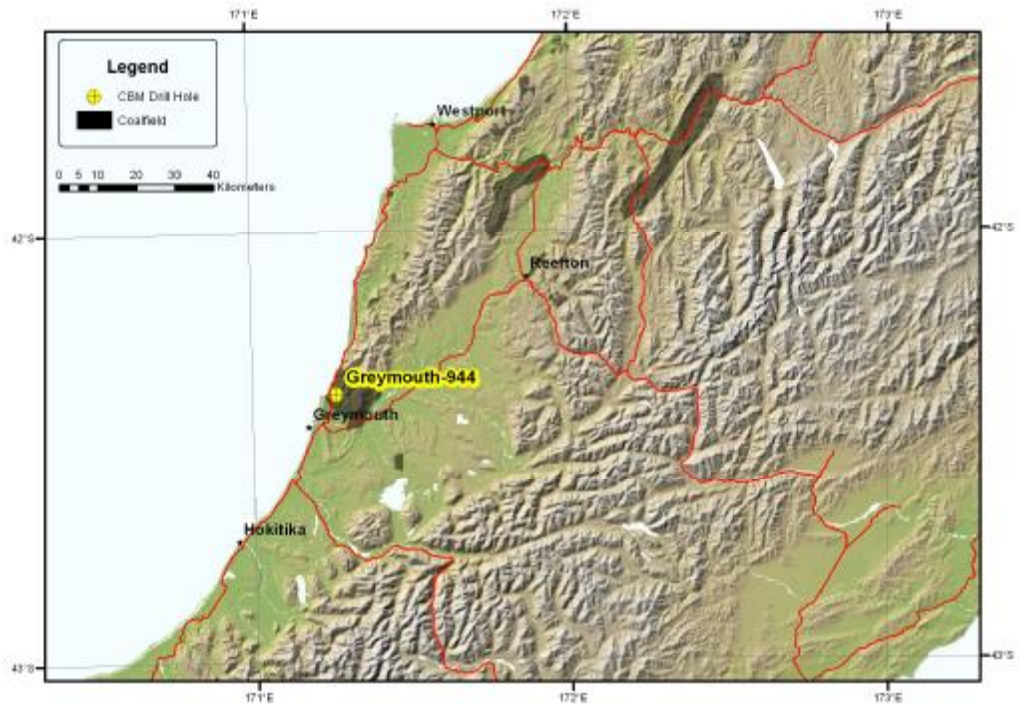 171°E 172°E 173°E
Legend
CBM Drill Hole
Coalfield
0 5 10 20 30 40
Kilometers
Westport
42°S 42°S
Reefton
Greymouth-944
Greymouth
Hokitika
43°S 43°S
171°E 172°E 173°E